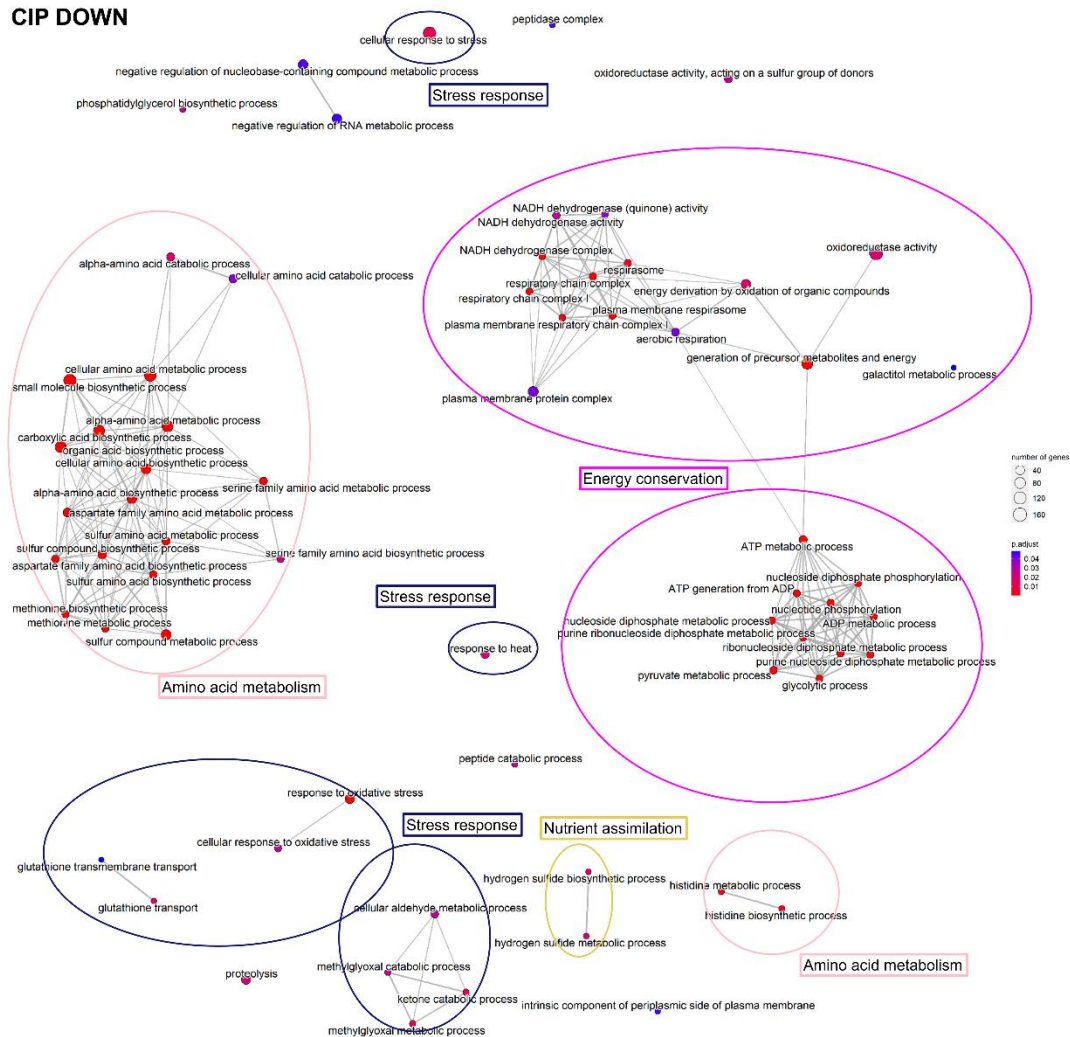 CIP DOWN
peptidase complex
cellular response to stress
negative regulation of nucleobase-containing compound metabolic process
oxidoreductase activity, acting on a sulfur group of donors
Stress response
phosphatidylglycerol biosynthetic process
negative regulation of RNA metabolic process
NADH dehydrogenase (quinone) activity
NADH dehydrogenase activity
oxidoreductase activity
NADH dehydrogenase complex
respirasome
respiratory chain complex
energy derivation by oxidation of organic compounds
respiratory chain complex I
plasma membrane respirasome
plasma membrane respiratory chain complex I
aerobic respiration
generation of precursor metabolites and energy
galactitol metabolic process
plasma membrane protein complex
alpha-amino acid catabolic process
cellular amino acid catabolic process
cellular amino acid metabolic process
small molecule biosynthetic process
alpha-amino acid metabolic process
carboxylic acid biosynthetic process
organic acid biosynthetic process
cellular amino acid biosynthetic process
serine family amino acid metabolic process
alpha-amino acid biosynthetic process
aspartate family amino acid metabolic process
sulfur amino acid metabolic process
sulfur compound biosynthetic process
serine family amino acid biosynthetic process
aspartate family amino acid biosynthetic process
sulfur amino acid biosynthetic process
methionine biosynthetic process
methionine metabolic process
sulfur compound metabolic process
Amino acid metabolism
Energy conservation
number of genes
40
80
120
160
p.adjust
0.04
0.03
0.02
0.01
ATP metabolic process
nucleoside diphosphate phosphorylation
ATP generation from ADP
nucleotide phosphorylation
nucleoside diphosphate metabolic process
ADP metabolic process
purine ribonucleoside diphosphate metabolic process
ribonucleoside diphosphate metabolic process
purine nucleoside diphosphate metabolic process
pyruvate metabolic process
glycolytic process
Stress response
response to heat
peptide catabolic process
response to oxidative stress
Stress response
Nutrient assimilation
cellular response to oxidative stress
glutathione transmembrane transport
glutathione transport
hydrogen sulfide biosynthetic process
histidine metabolic process
cellular aldehyde metabolic process
histidine biosynthetic process
hydrogen sulfide metabolic process
Amino acid metabolism
methylglyoxal catabolic process
proteolysis
ketone catabolic process
intrinsic component of periplasmic side of plasma membrane
methylglyoxal metabolic process